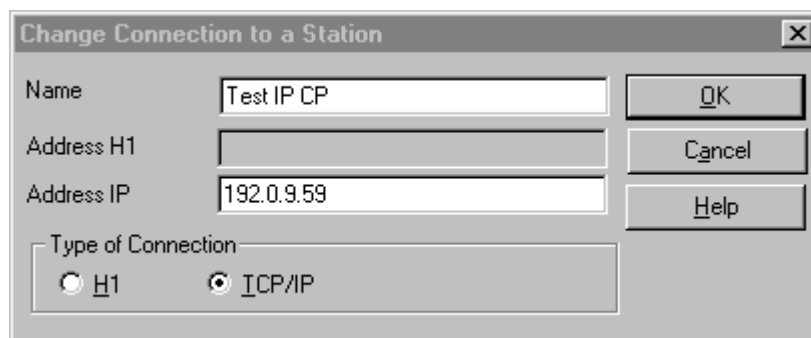 Change Connection to a Station
Name
Test IP CP
OK
Address H1
Cancel
Address IP
192.0.9.59
Help
Type of Connection
H1
TCP/IP